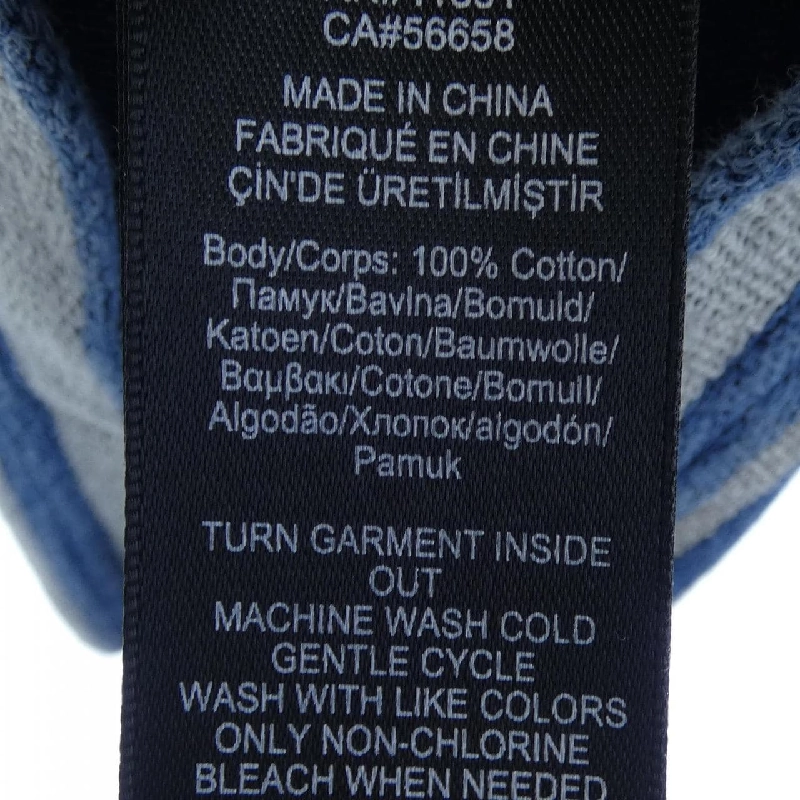 CA#56658
MADE IN CHINA
FABRIQUÉ EN CHINE
ÇİN'DE ÜRETİLMİŞTİR
Body/Corps: 100% Cotton/
Памук/Bavlna/Bomuld/
Katoen/Coton/Baumwolle/
Βαμβακι/Cotone/Bomull/
Algodão/Хлопок/algodón/
Pamuk
TURN GARMENT INSIDE
OUT
MACHINE WASH COLD
GENTLE CYCLE
WASH WITH LIKE COLORS
ONLY NON-CHLORINE
BLEACH WHEN NEEDED